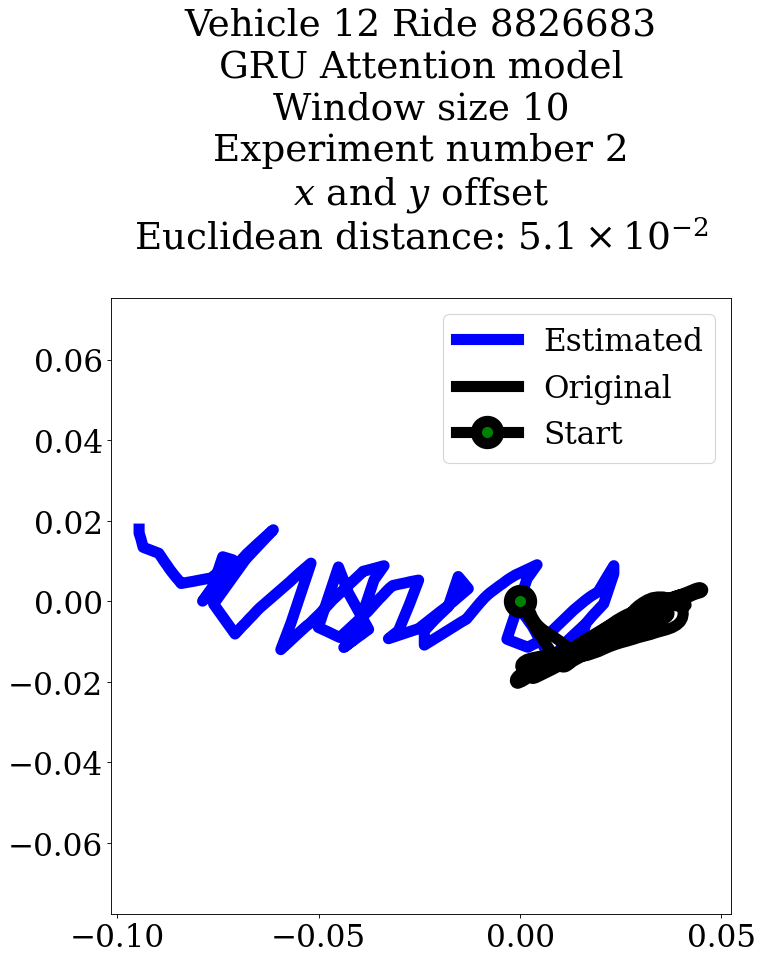 Vehicle 12 Ride 8826683
GRU Attention model
Window size 10
Experiment number 2
x and y offset
Euclidean distance: 5.1 × 10⁻²
Estimated
Original
Start
0.06
0.04
0.02
0.00
−0.02
−0.04
−0.06
−0.10 −0.05 0.00 0.05